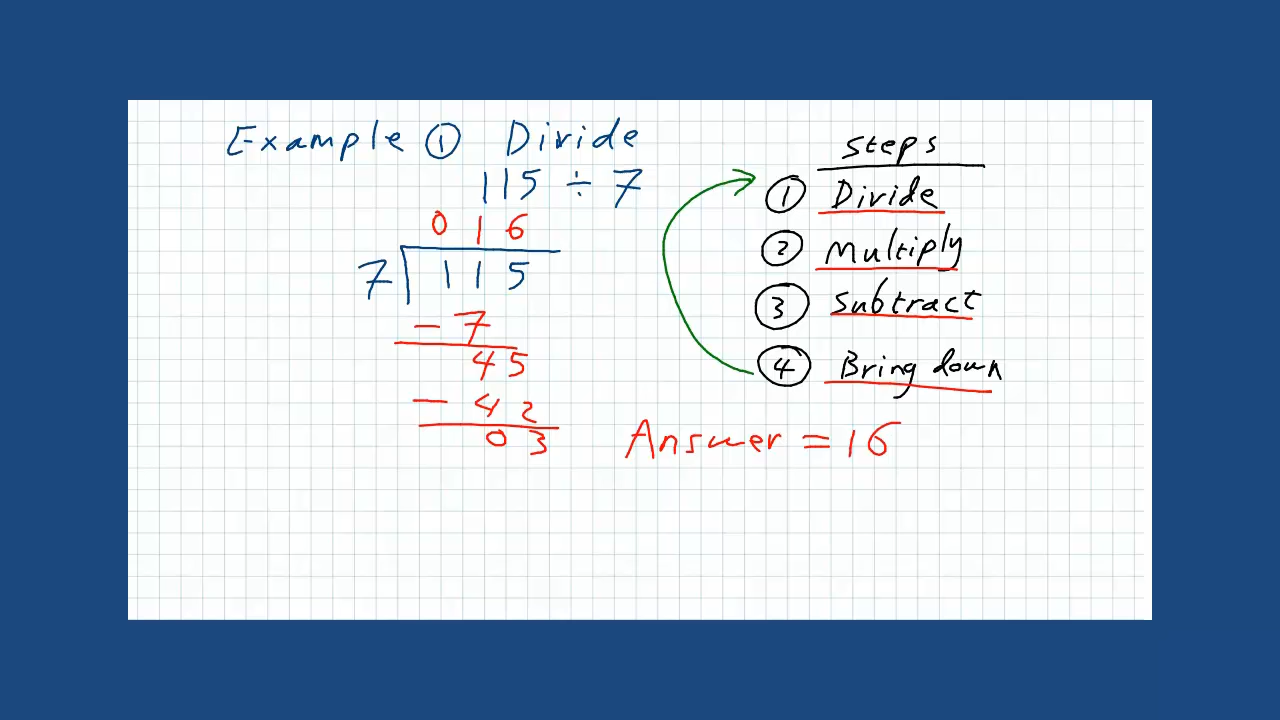 Example ① Divide
115 ÷ 7
0 1 6
7 1 1 5
- 7
4 5
- 4 2
0 3
Answer = 16
Steps
① Divide
② Multiply
③ Subtract
④ Bring down